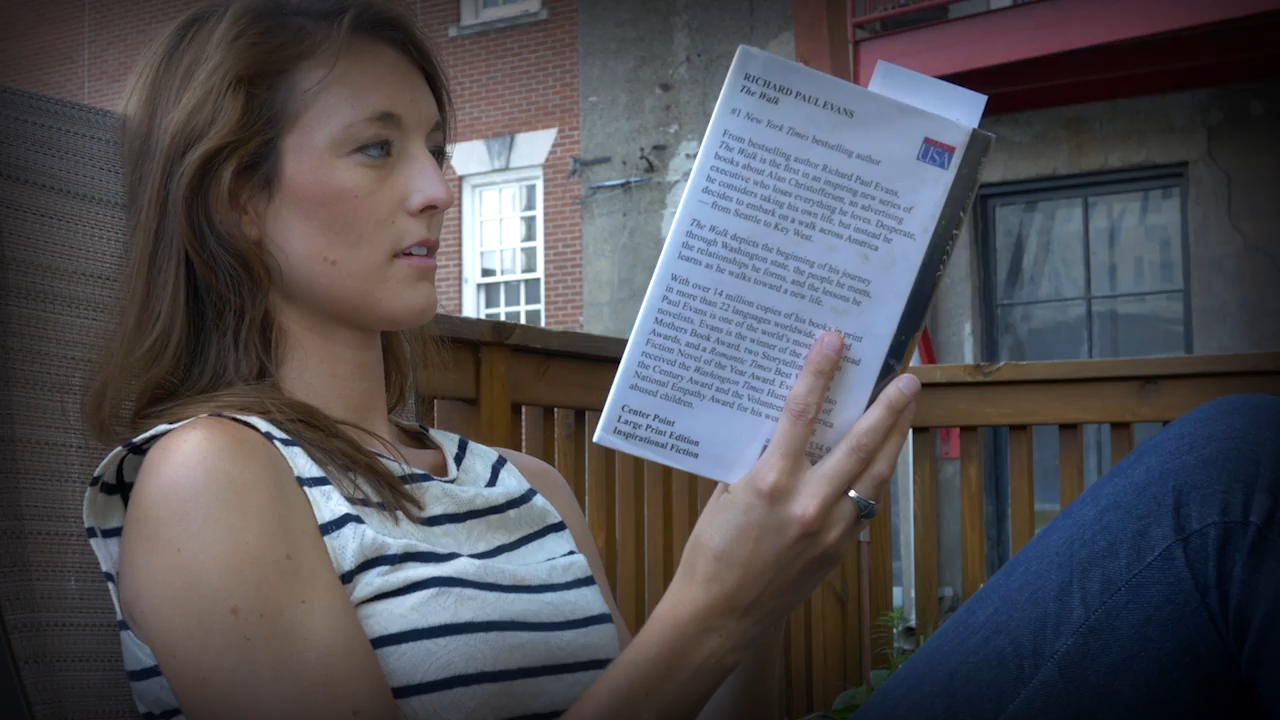 RICHARD PAUL EVANS
The Walk
#1 New York Times bestselling author
USA
From bestselling author Richard Paul Evans,
The Walk is the first in an inspiring new series of
books about Alan Christoffersen, an advertising
executive who loses everything he loves. Desperate,
he considers taking his own life, but instead he
decides to embark on a walk across America
— from Seattle to Key West.
The Walk depicts the beginning of his journey
through Washington state, the people he meets,
the relationships he forms, and the lessons he
learns as he walks toward a new life.
With over 14 million copies of his books in print
in more than 22 languages worldwide,
Paul Evans is one of the world's most
novelists. Evans is the winner of the
Mothers Book Award, two Storytelling
Awards, and a Romantic Times Best
Fiction Novel of the Year Award,
received the Washington Times
the Century Award and the Volunteers of
National Empathy Award for his
abused children.
Center Point
Large Print Edition
Inspirational Fiction